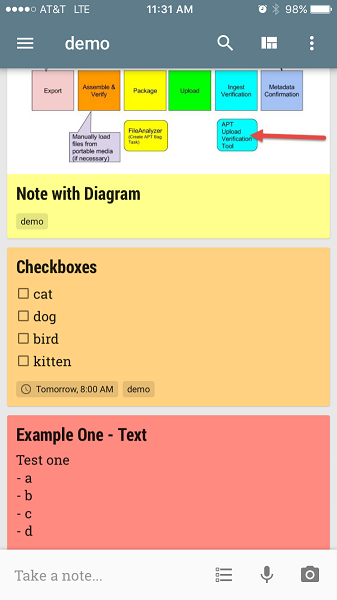 AT&T LTE 11:31 AM 98%
demo
Export
Assemble &
Verify
Package
Upload
Ingest
Verification
Metadata
Confirmation
Manually load
files from
portable media
(if necessary)
FileAnalyzer
(Create APT Bag
Task)
APT
Upload
Verification
Tool
Note with Diagram
demo
Checkboxes
cat
dog
bird
kitten
Tomorrow, 8:00 AM demo
Example One - Text
Test one
- a
- b
- c
- d
Take a note...